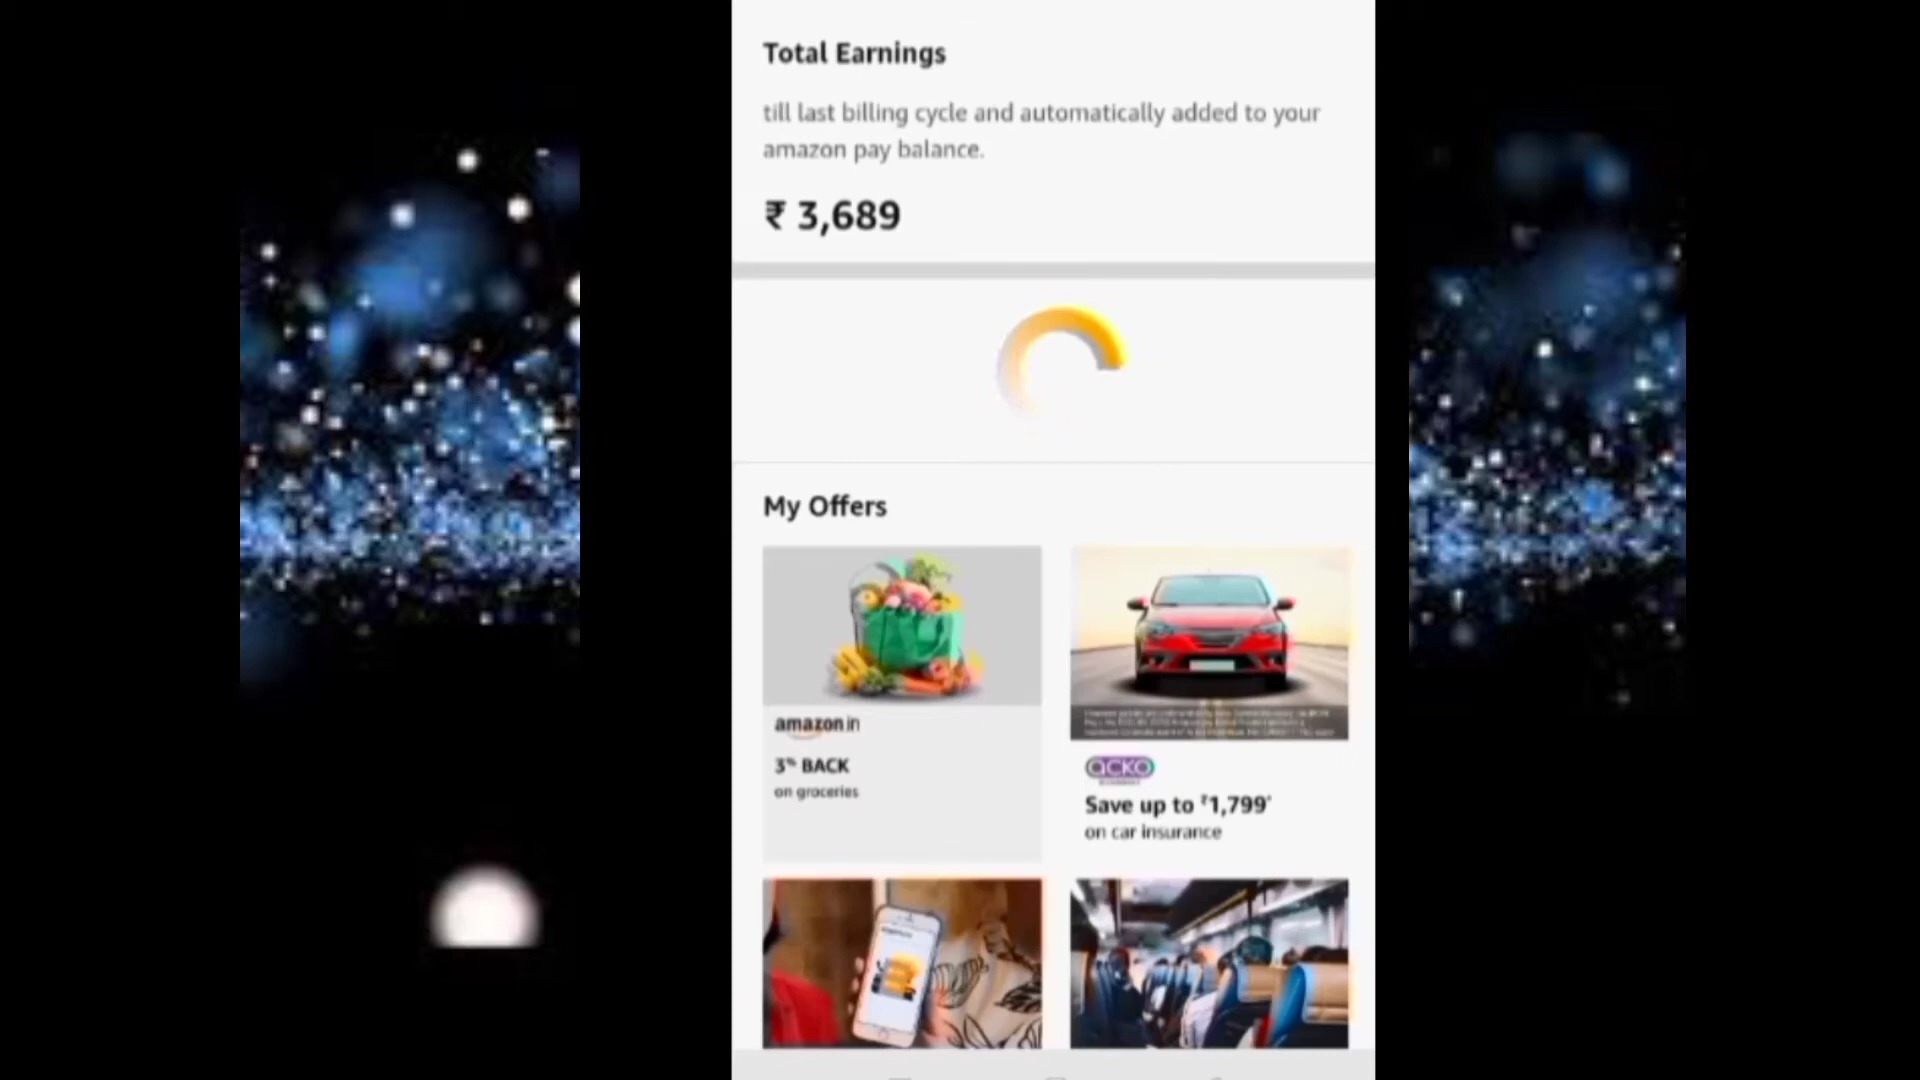 Total Earnings
till last billing cycle and automatically added to your
amazon pay balance.
₹ 3,689
My Offers
amazon.in
3% BACK
on groceries
acko
Save up to ₹1,799*
on car insurance